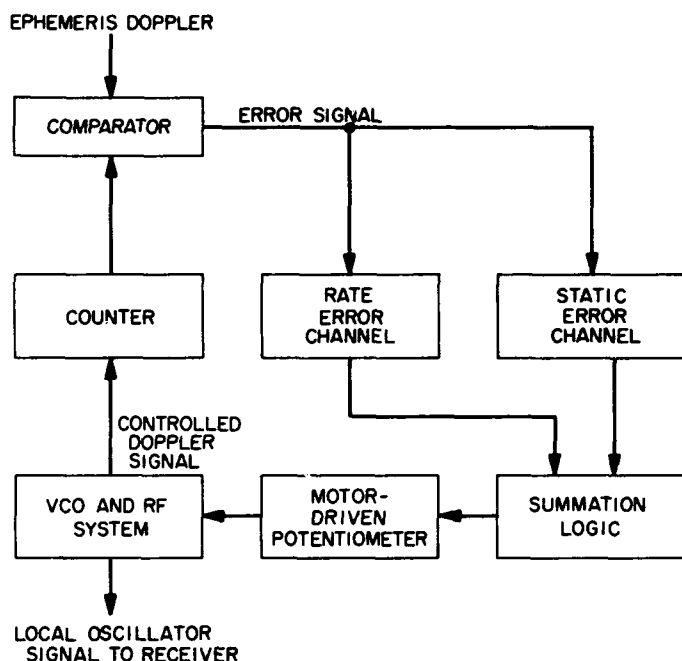 EPHEMERIS DOPPLER
COMPARATOR
ERROR SIGNAL
COUNTER
RATE
ERROR
CHANNEL
STATIC
ERROR
CHANNEL
CONTROLLED
DOPPLER
SIGNAL
VCO AND RF
SYSTEM
MOTOR-
DRIVEN
POTENTIOMETER
SUMMATION
LOGIC
LOCAL OSCILLATOR
SIGNAL TO RECEIVER